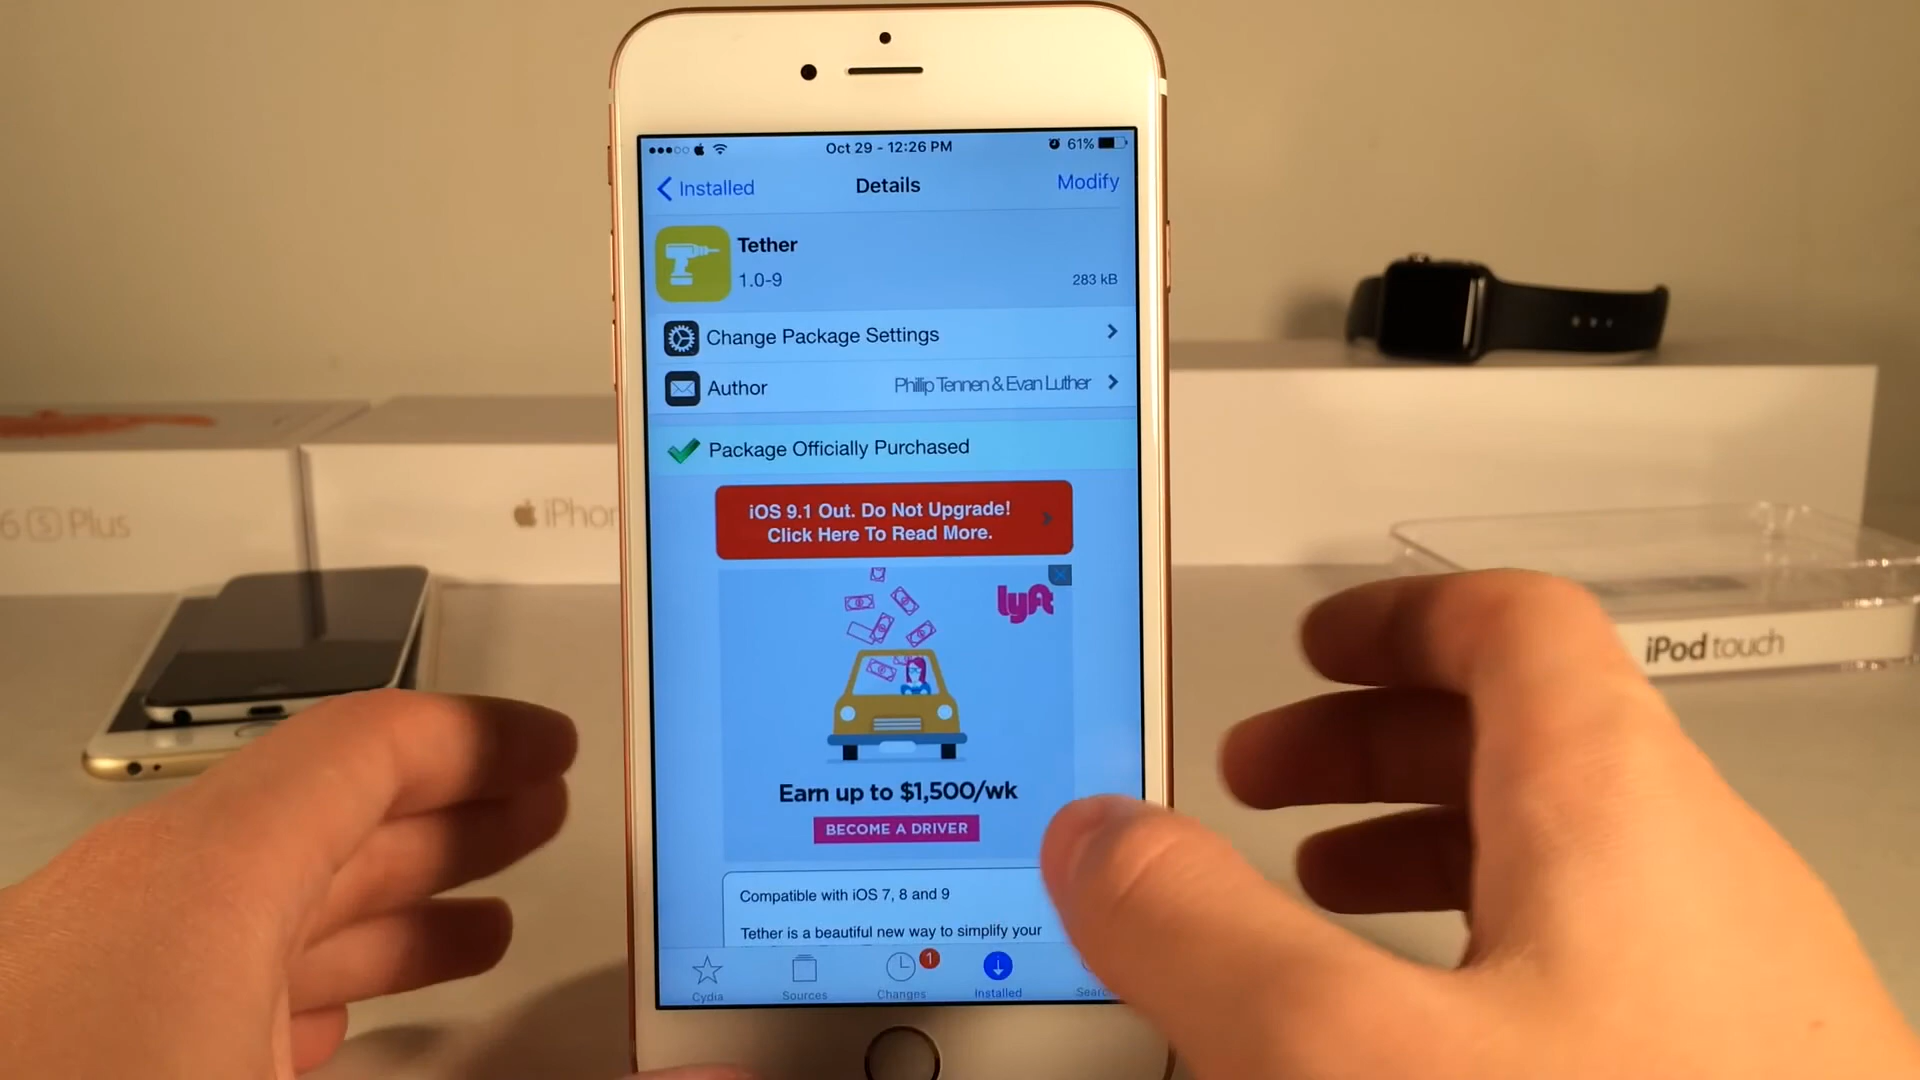 Oct 29 - 12:26 PM
61%
Installed
Details
Modify
Tether
1.0-9
283 kB
Change Package Settings
Author
Phillip Tennen & Evan Luther
Package Officially Purchased
iOS 9.1 Out. Do Not Upgrade!
Click Here To Read More.
lyft
Earn up to $1,500/wk
BECOME A DRIVER
Compatible with iOS 7, 8 and 9
Tether is a beautiful new way to simplify your
1
Cydia
Sources
Changes
Installed
6S Plus
iPod touch